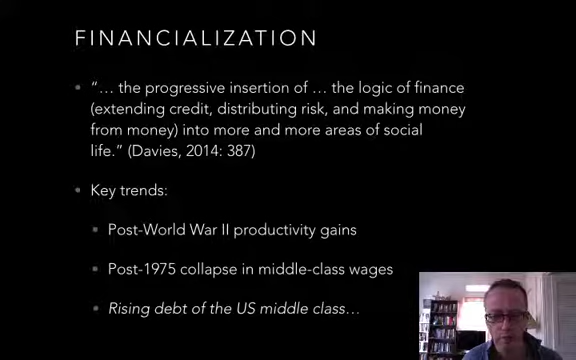 FINANCIALIZATION
• “… the progressive insertion of … the logic of finance
(extending credit, distributing risk, and making money
from money) into more and more areas of social
life.” (Davies, 2014: 387)
• Key trends:
• Post-World War II productivity gains
• Post-1975 collapse in middle-class wages
• Rising debt of the US middle class…